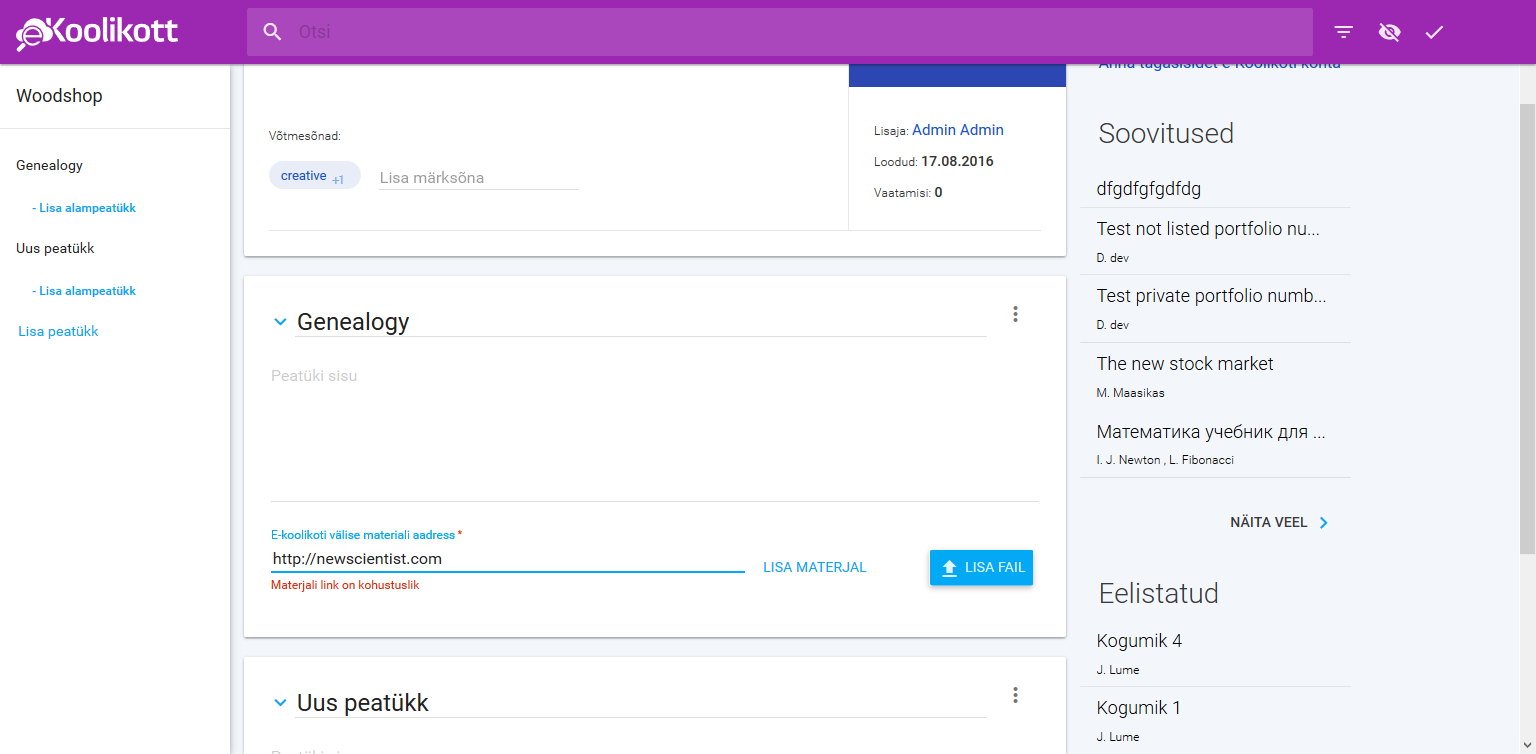 eKoolikott
Otsi
Woodshop
Genealogy
- Lisa alampeatükk
Uus peatükk
- Lisa alampeatükk
Lisa peatükk
Võtmesõnad:
creative +1
Lisa märksõna
Lisaja: Admin Admin
Loodud: 17.08.2016
Vaatamisi: 0
Genealogy
Peatüki sisu
E-koolikoti välise materiali aadress *
http://newscientist.com
Materjali link on kohustuslik
LISA MATERJAL
LISA FAIL
Uus peatükk
Anna tagasisidet e-Koolikoti kohta
Soovitused
dfgdfgfgdfdg
Test not listed portfolio nu...
D. dev
Test private portfolio numb...
D. dev
The new stock market
M. Maasikas
Математика учебник для ...
I. J. Newton , L. Fibonacci
NÄITA VEEL
Eelistatud
Kogumik 4
J. Lume
Kogumik 1
J. Lume